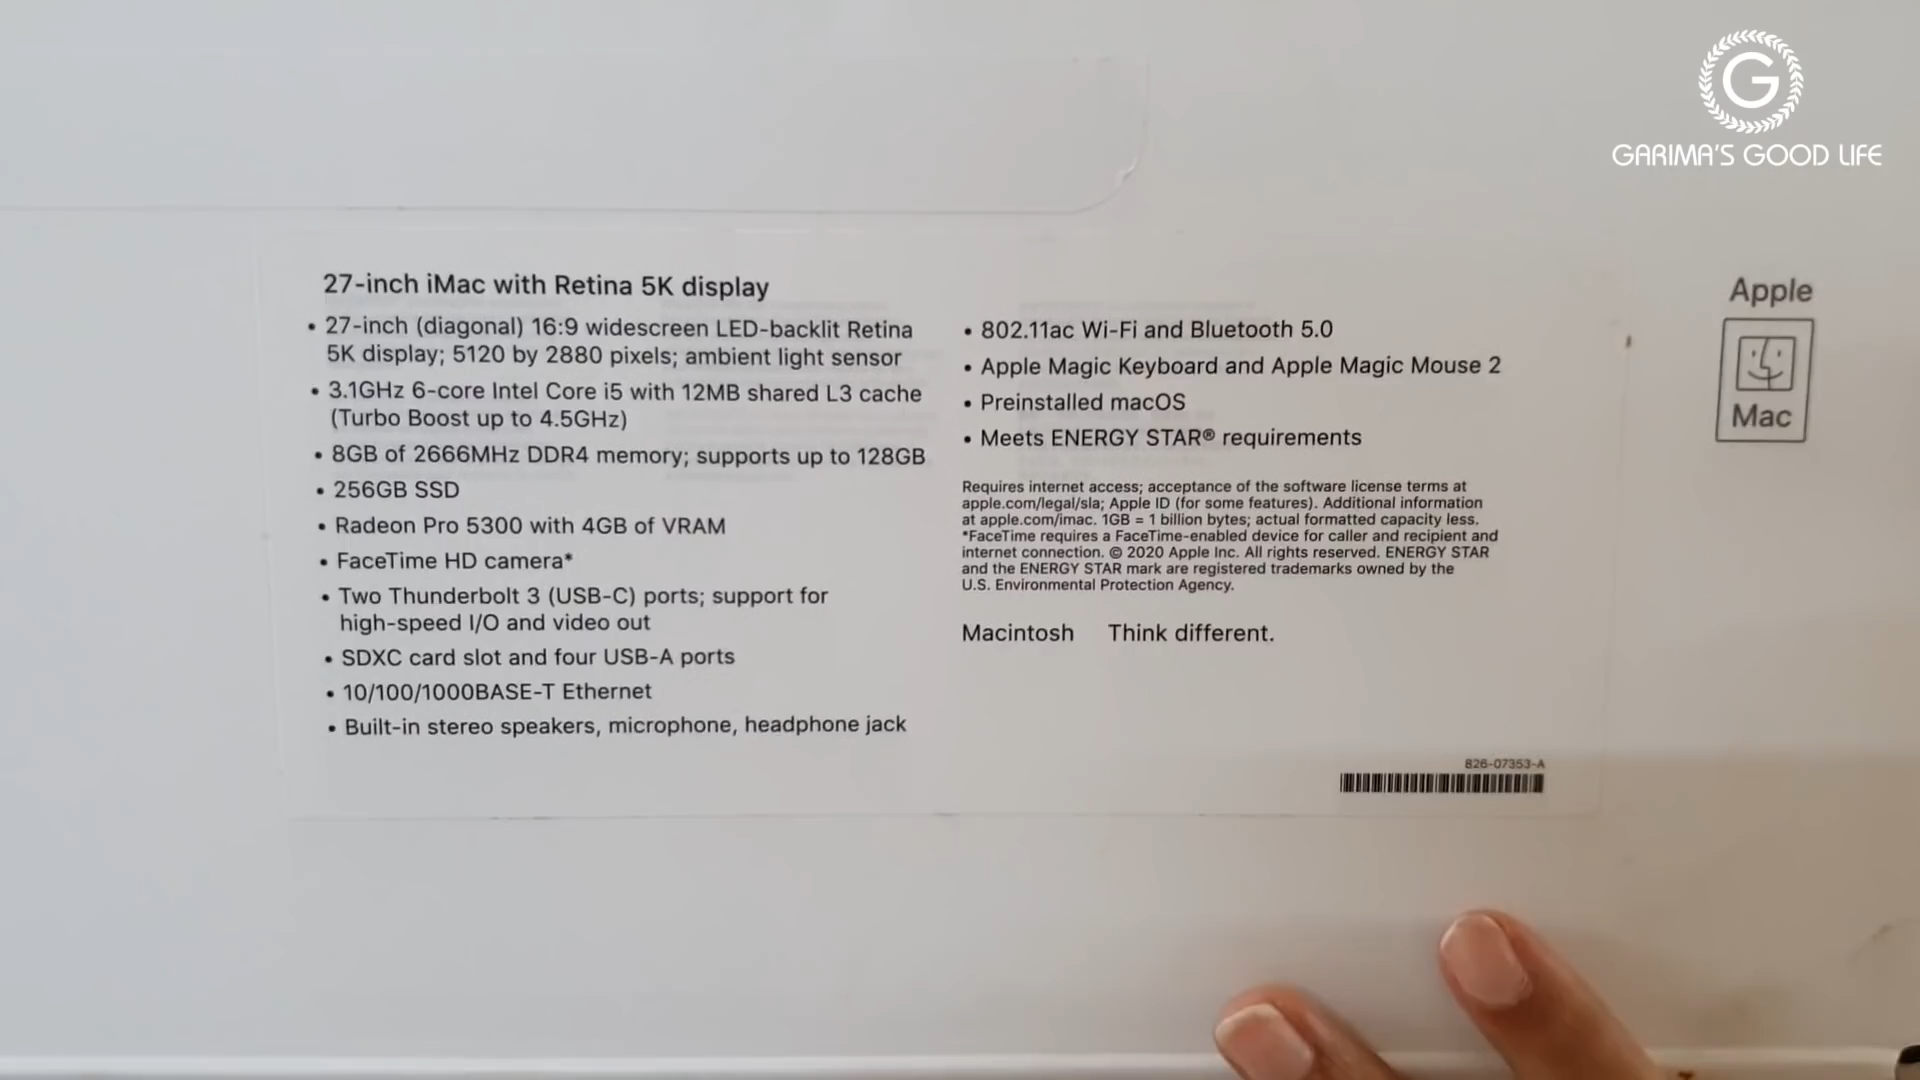 G
GARIMA'S GOOD LIFE
27-inch iMac with Retina 5K display
• 27-inch (diagonal) 16:9 widescreen LED-backlit Retina
5K display; 5120 by 2880 pixels; ambient light sensor
• 3.1GHz 6-core Intel Core i5 with 12MB shared L3 cache
(Turbo Boost up to 4.5GHz)
• 8GB of 2666MHz DDR4 memory; supports up to 128GB
• 256GB SSD
• Radeon Pro 5300 with 4GB of VRAM
• FaceTime HD camera*
• Two Thunderbolt 3 (USB-C) ports; support for
high-speed I/O and video out
• SDXC card slot and four USB-A ports
• 10/100/1000BASE-T Ethernet
• Built-in stereo speakers, microphone, headphone jack
• 802.11ac Wi-Fi and Bluetooth 5.0
• Apple Magic Keyboard and Apple Magic Mouse 2
• Preinstalled macOS
• Meets ENERGY STAR® requirements
Requires internet access; acceptance of the software license terms at
apple.com/legal/sla; Apple ID (for some features). Additional information
at apple.com/imac. 1GB = 1 billion bytes; actual formatted capacity less.
*FaceTime requires a FaceTime-enabled device for caller and recipient and
internet connection. © 2020 Apple Inc. All rights reserved. ENERGY STAR
and the ENERGY STAR mark are registered trademarks owned by the
U.S. Environmental Protection Agency.
Macintosh Think different.
826-07353-A
Apple
Mac